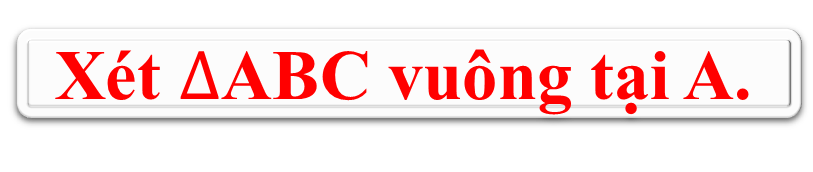 Xét ΔABC vuông tại A.